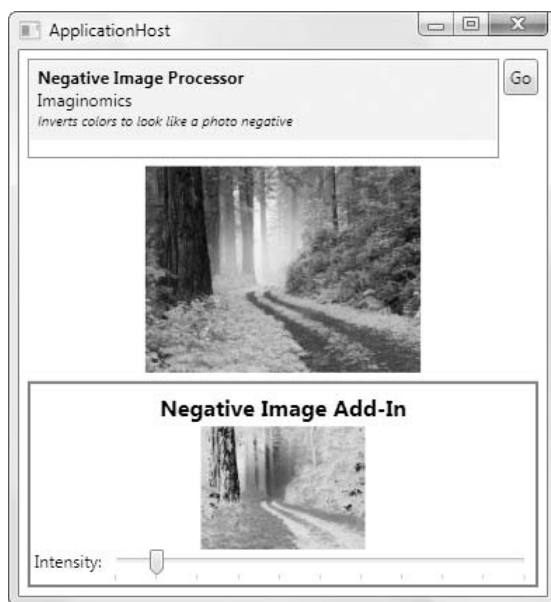 ApplicationHost
Negative Image Processor
Imaginomics
Inverts colors to look like a photo negative
Go
Negative Image Add-In
Intensity: